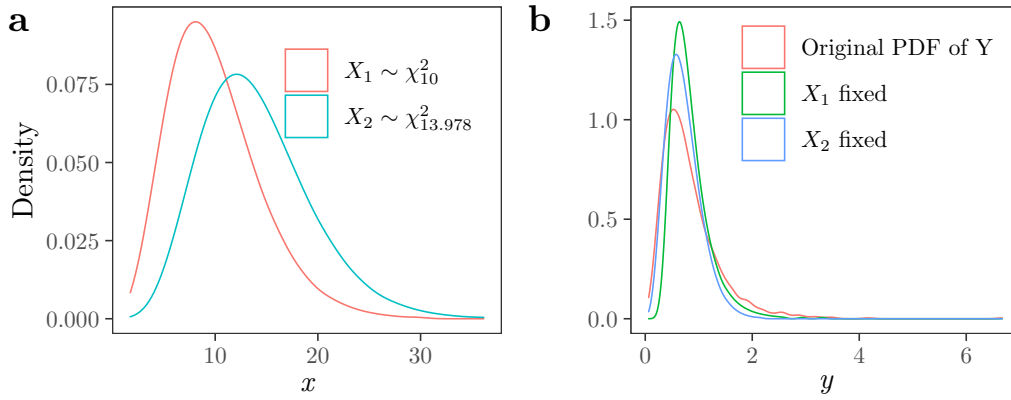 a
Density
0.075
0.050
0.025
0.000
10
20
30
x
X₁ ~ χ²₁₀
X₂ ~ χ²₁₃.₉₇₈
b
1.5
1.0
0.5
0.0
0
2
4
6
y
Original PDF of Y
X₁ fixed
X₂ fixed